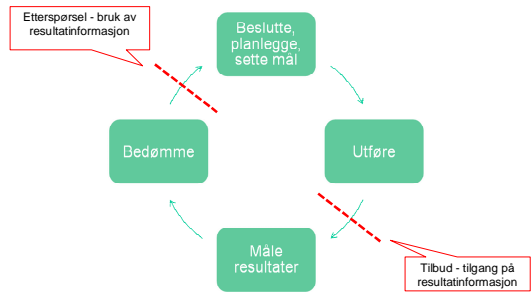 Etterspørsel - bruk av
resultatinformasjon
Beslutte,
planlegge,
sette mål
Bedømme
Utføre
Måle
resultater
Tilbud - tilgang på
resultatinformasjon